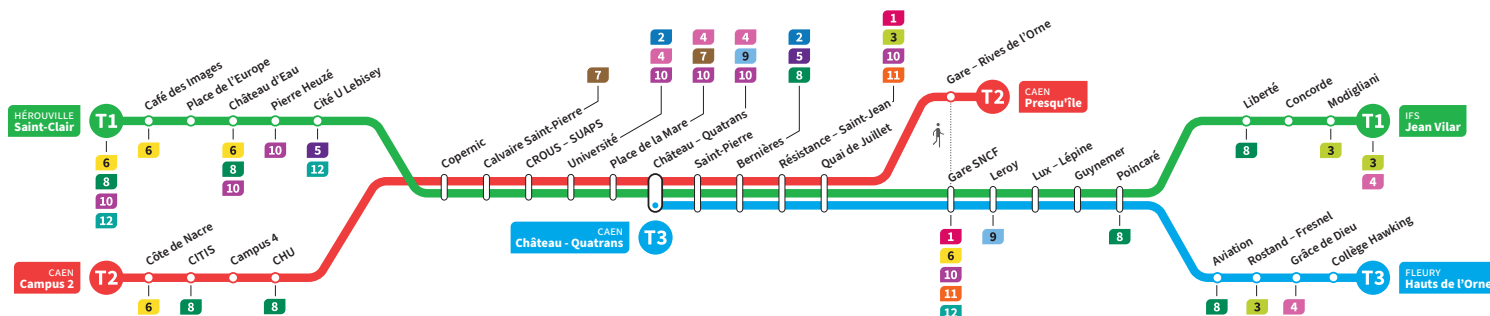 HÉROUVILLE
Saint-Clair
T1
6
8
10
12
Café des Images
6
Place de l'Europe
Château d'Eau
6
8
10
Pierre Heuzé
10
Cité U Lebisey
5
12
CAEN
Campus 2
T2
Côte de Nacre
6
CITIS
8
Campus 4
CHU
8
Copernic
Calvaire Saint-Pierre
7
CROUS – SUAPS
Université
2
4
10
Place de la Mare
4
7
10
Château – Quatrans
4
9
10
CAEN
Château - Quatrans
T3
Saint-Pierre
Bernières
2
5
8
Résistance – Saint-Jean
1
3
10
11
Quai de Juillet
Gare – Rives de l'Orne
T2
CAEN
Presqu'île
Gare SNCF
1
6
10
11
12
Leroy
9
Lux – Lépine
Guynemer
Poincaré
8
Liberté
8
Concorde
Modigliani
3
T1
3
4
IFS
Jean Vilar
Aviation
8
Rostand – Fresnel
3
Grâce de Dieu
4
Collège Hawking
T3
FLEURY
Hauts de l'Orne